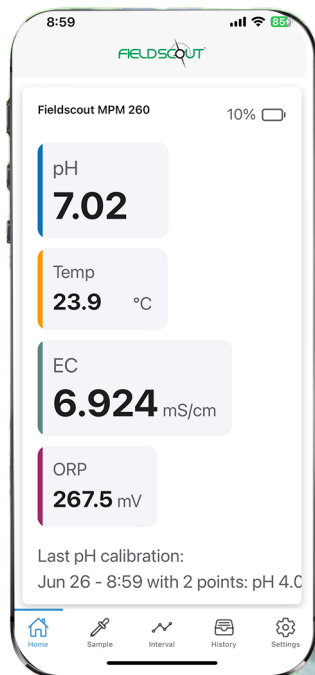 8:59
85
FIELDSCOUT
Fieldscout MPM 260
10%
pH
7.02
Temp
23.9 °C
EC
6.924 mS/cm
ORP
267.5 mV
Last pH calibration:
Jun 26 - 8:59 with 2 points: pH 4.0
Home Sample Interval History Settings